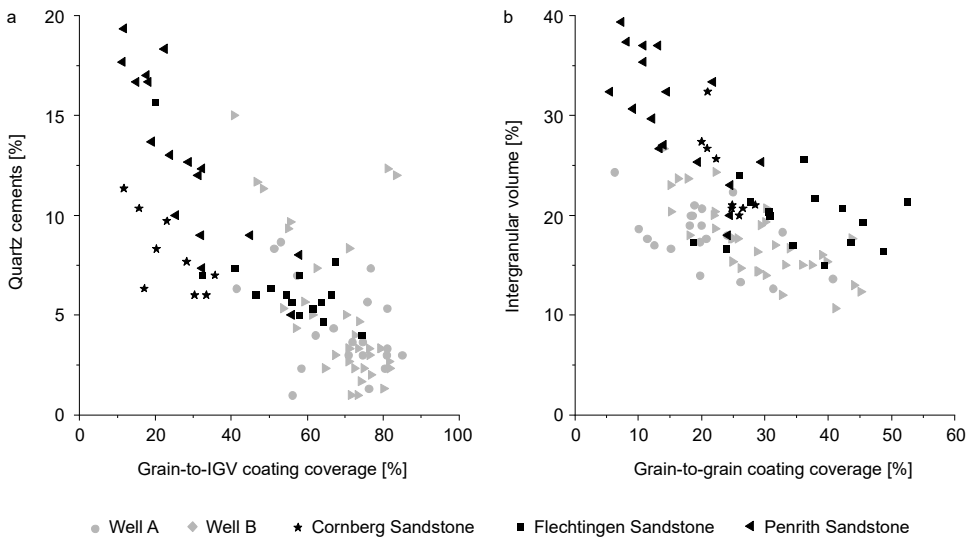 a
20
15
10
5
0
Quartz cements [%]
0 20 40 60 80 100
Grain-to-IGV coating coverage [%]
b
40
30
20
10
0
Intergranular volume [%]
0 10 20 30 40 50 60
Grain-to-grain coating coverage [%]
Well A Well B Cornberg Sandstone Flechtingen Sandstone Penrith Sandstone